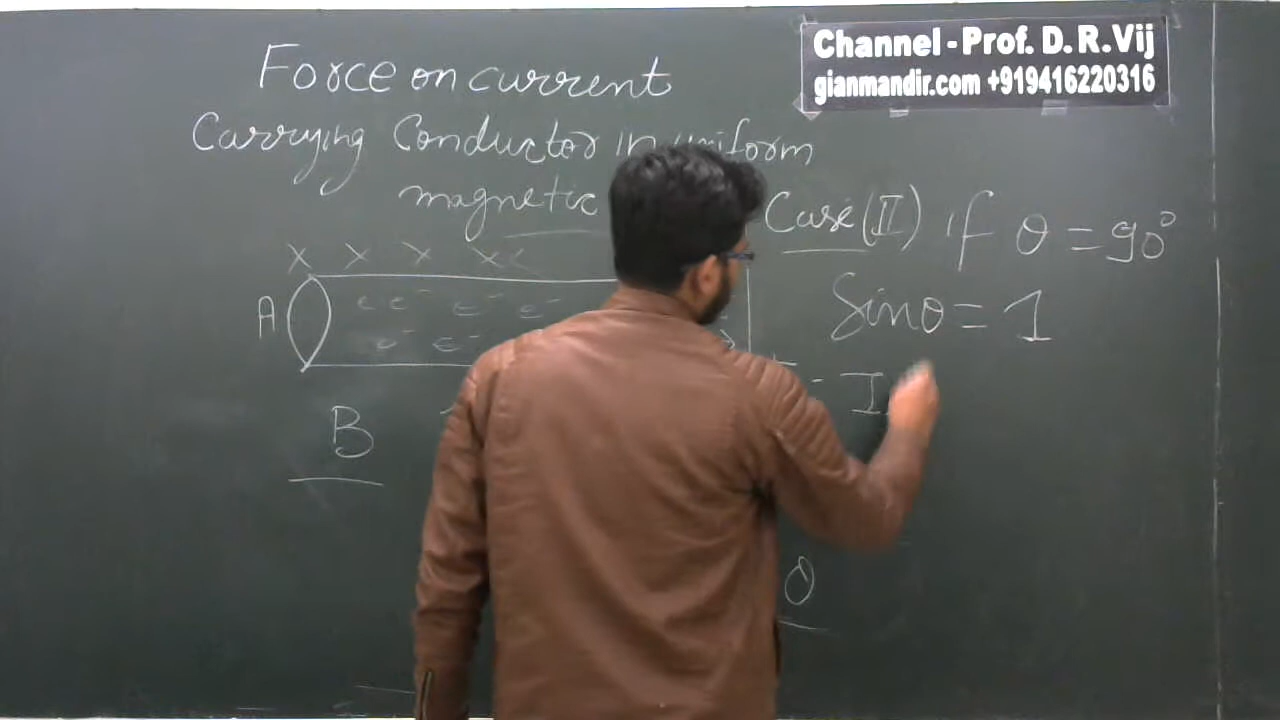 Channel - Prof. D. R. Vij
gianmandir.com +919416220316
Force on current
Carrying Conductor in uniform
magnetic
Case (II) if θ = 90°
Sinθ = 1
x x x x x
A e e⁻ e⁻ e⁻
e⁻ e⁻
= I
B
0